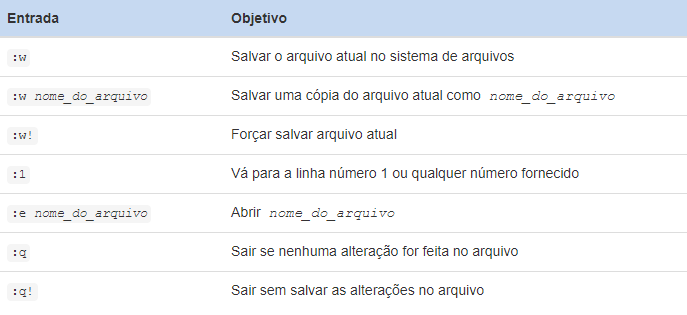 Entrada Objetivo
:w Salvar o arquivo atual no sistema de arquivos
:w nome_do_arquivo Salvar uma cópia do arquivo atual como nome_do_arquivo
:w! Forçar salvar arquivo atual
:1 Vá para a linha número 1 ou qualquer número fornecido
:e nome_do_arquivo Abrir nome_do_arquivo
:q Sair se nenhuma alteração for feita no arquivo
:q! Sair sem salvar as alterações no arquivo